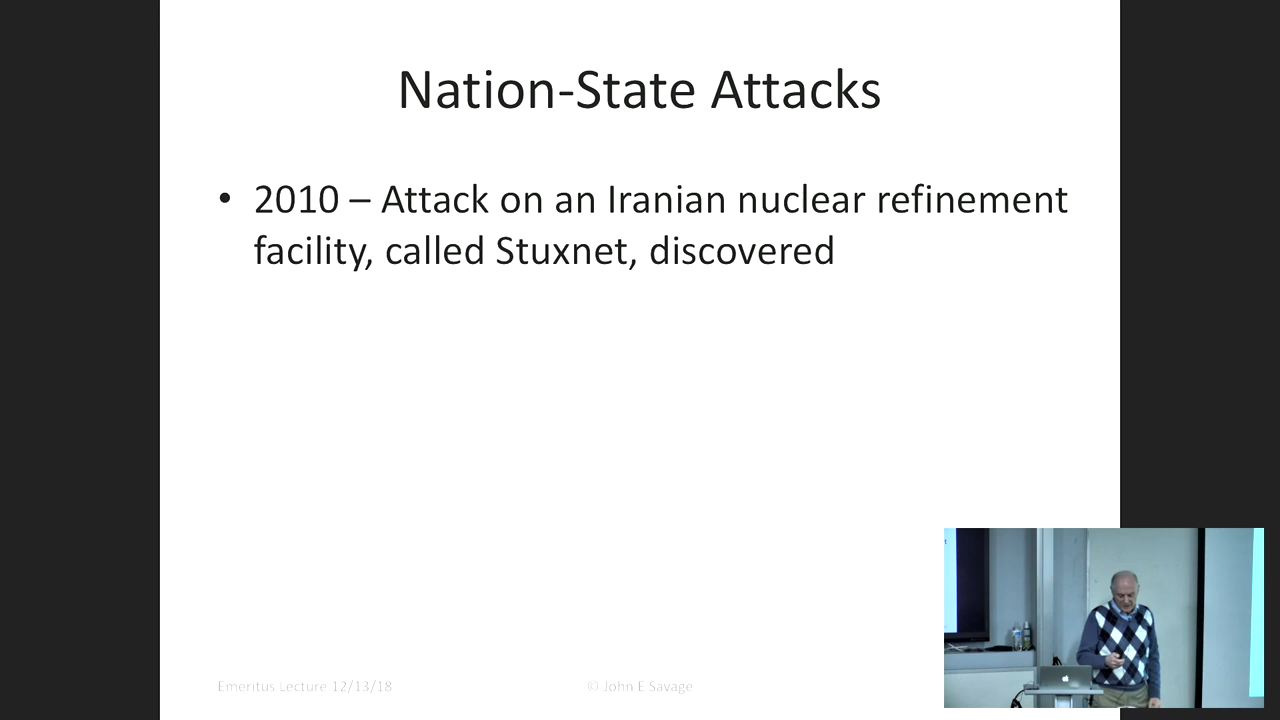 Nation-State Attacks
• 2010 – Attack on an Iranian nuclear refinement
facility, called Stuxnet, discovered
Emeritus Lecture 12/13/18
© John E Savage